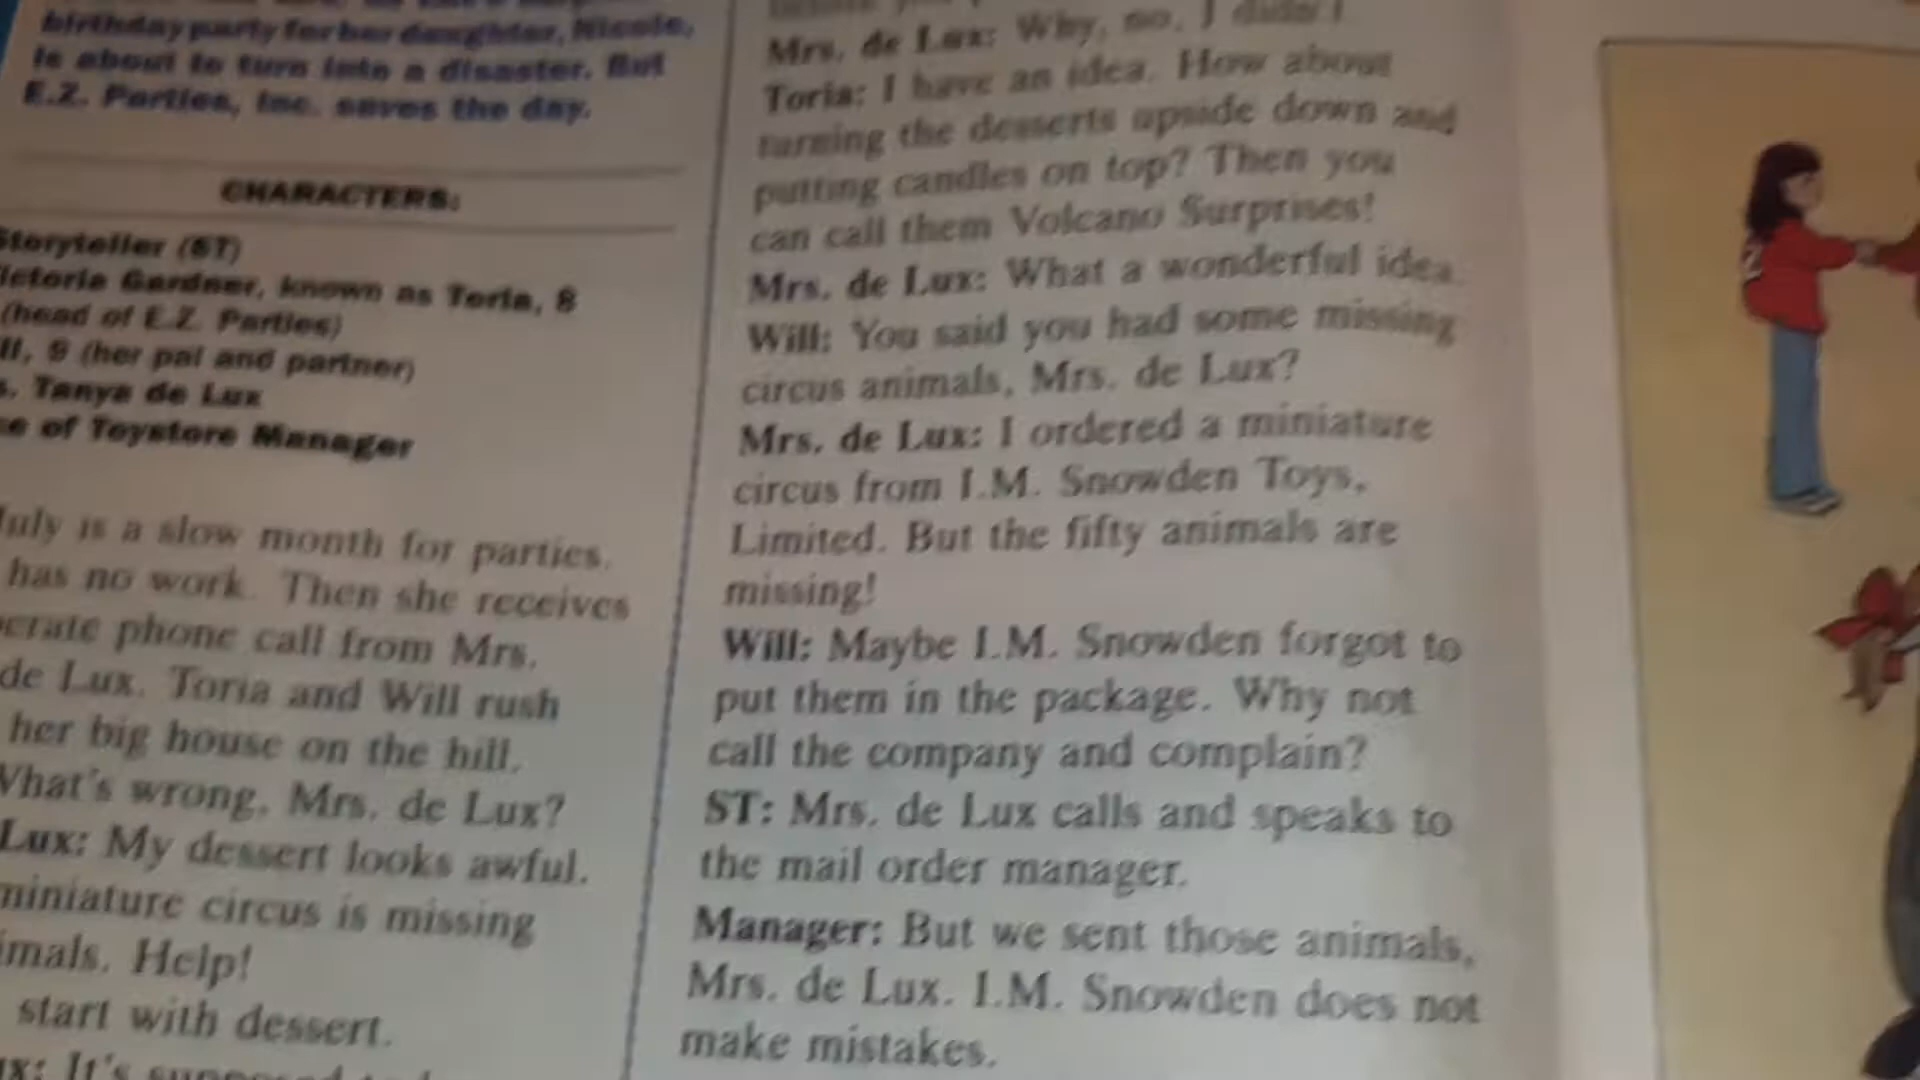 birthday party for her daughter, Nicole,
is about to turn into a disaster. But
E.Z. Parties, Inc. saves the day.
CHARACTERS:
Storyteller (ST)
ictoria Gardner, known as Toria, 8
(head of E.Z. Parties)
ll, 9 (her pal and partner)
s. Tanya de Lux
ce of Toystore Manager
July is a slow month for parties.
has no work. Then she receives
erate phone call from Mrs.
de Lux. Toria and Will rush
her big house on the hill.
What's wrong, Mrs. de Lux?
Lux: My dessert looks awful.
miniature circus is missing
imals. Help!
start with dessert.
ux: It's supposed
Mrs. de Lux: Why, no, I didn't
Toria: I have an idea. How about
turning the desserts upside down and
putting candles on top? Then you
can call them Volcano Surprises!
Mrs. de Lux: What a wonderful idea.
Will: You said you had some missing
circus animals, Mrs. de Lux?
Mrs. de Lux: I ordered a miniature
circus from I.M. Snowden Toys,
Limited. But the fifty animals are
missing!
Will: Maybe I.M. Snowden forgot to
put them in the package. Why not
call the company and complain?
ST: Mrs. de Lux calls and speaks to
the mail order manager.
Manager: But we sent those animals,
Mrs. de Lux. I.M. Snowden does not
make mistakes.